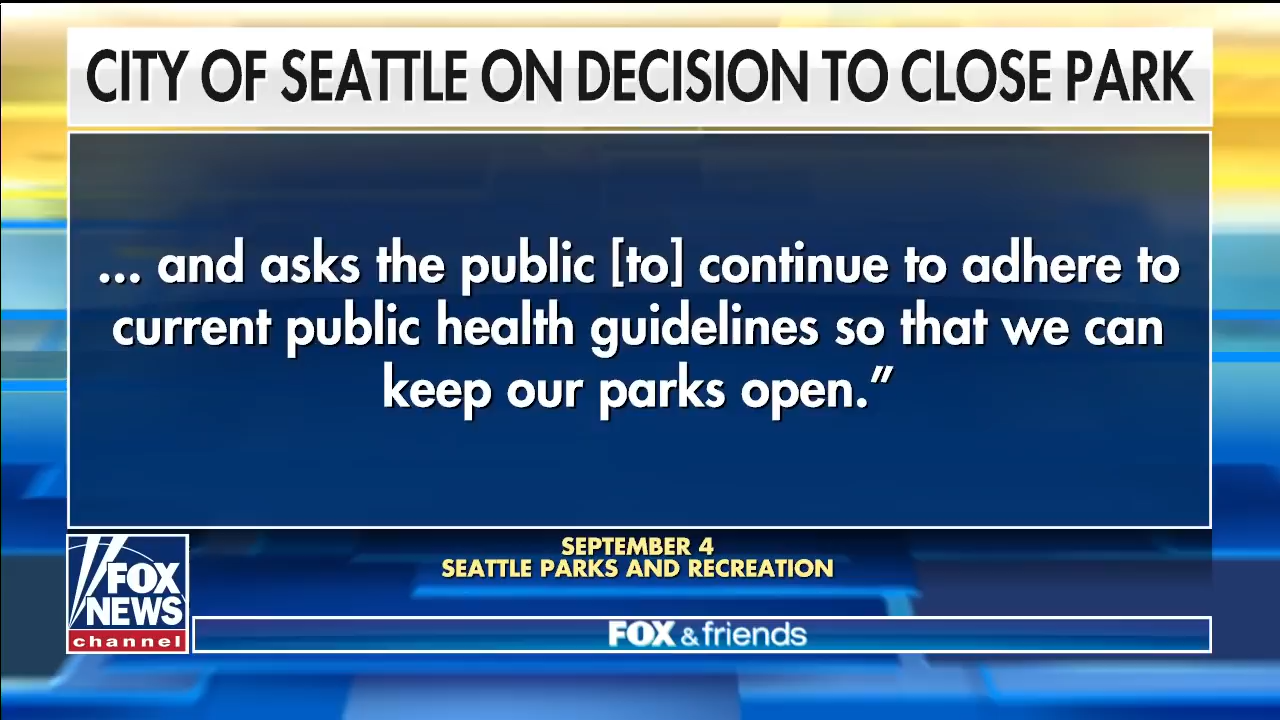 CITY OF SEATTLE ON DECISION TO CLOSE PARK
... and asks the public [to] continue to adhere to
current public health guidelines so that we can
keep our parks open.”
SEPTEMBER 4
SEATTLE PARKS AND RECREATION
FOX
NEWS
channel
FOX & friends